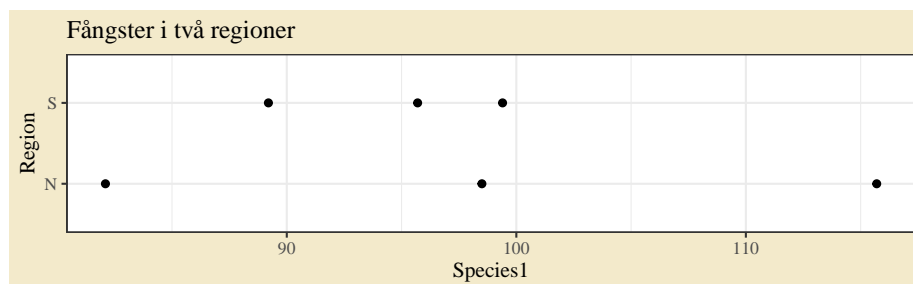 Fångster i två regioner
S
N
Region
90 100 110
Species1